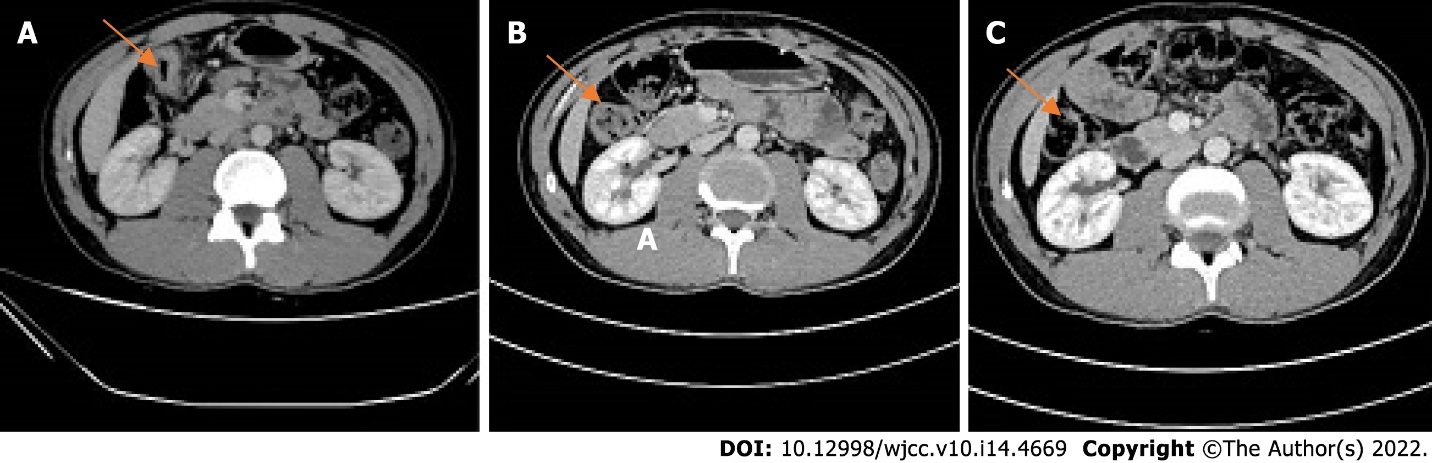 A
B
C
A
DOI: 10.12998/wjcc.v10.i14.4669 Copyright ©The Author(s) 2022.